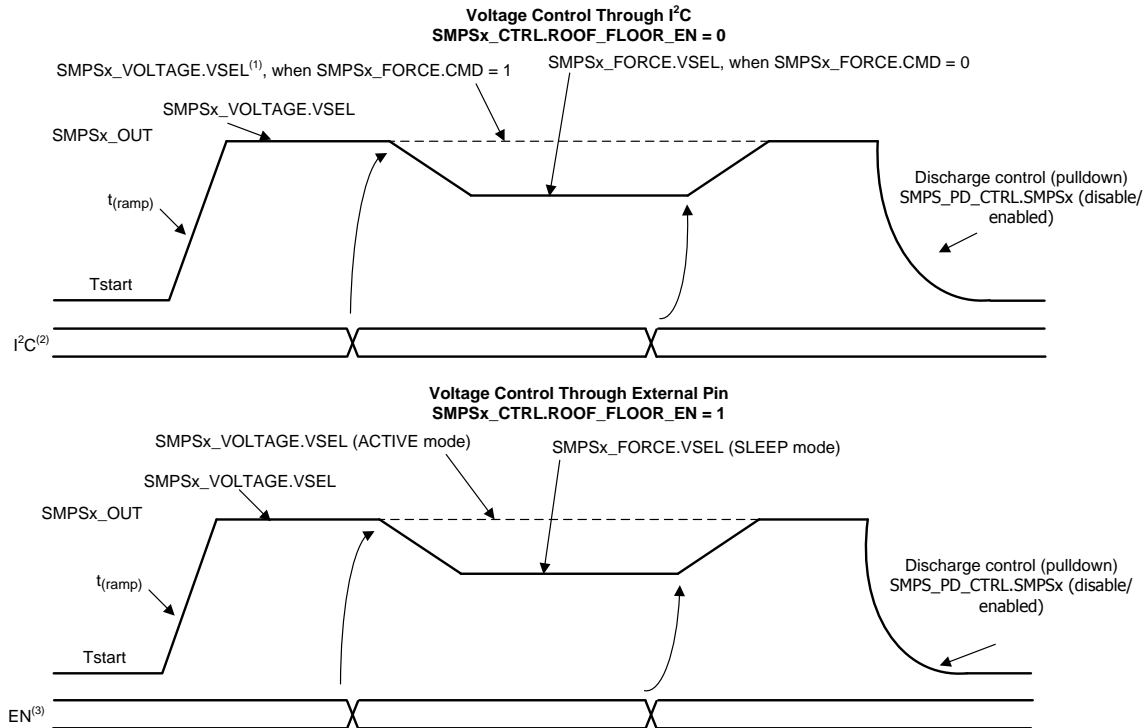 Voltage Control Through I²C
SMPSx_CTRL.ROOF_FLOOR_EN = 0
SMPSx_VOLTAGE.VSEL⁽¹⁾, when SMPSx_FORCE.CMD = 1
SMPSx_FORCE.VSEL, when SMPSx_FORCE.CMD = 0
SMPSx_VOLTAGE.VSEL
SMPSx_OUT
t(ramp)
Discharge control (pulldown)
SMPS_PD_CTRL.SMPSx (disable/
enabled)
Tstart
I²C⁽²⁾
Voltage Control Through External Pin
SMPSx_CTRL.ROOF_FLOOR_EN = 1
SMPSx_VOLTAGE.VSEL (ACTIVE mode)
SMPSx_FORCE.VSEL (SLEEP mode)
SMPSx_VOLTAGE.VSEL
SMPSx_OUT
t(ramp)
Discharge control (pulldown)
SMPS_PD_CTRL.SMPSx (disable/
enabled)
Tstart
EN⁽³⁾